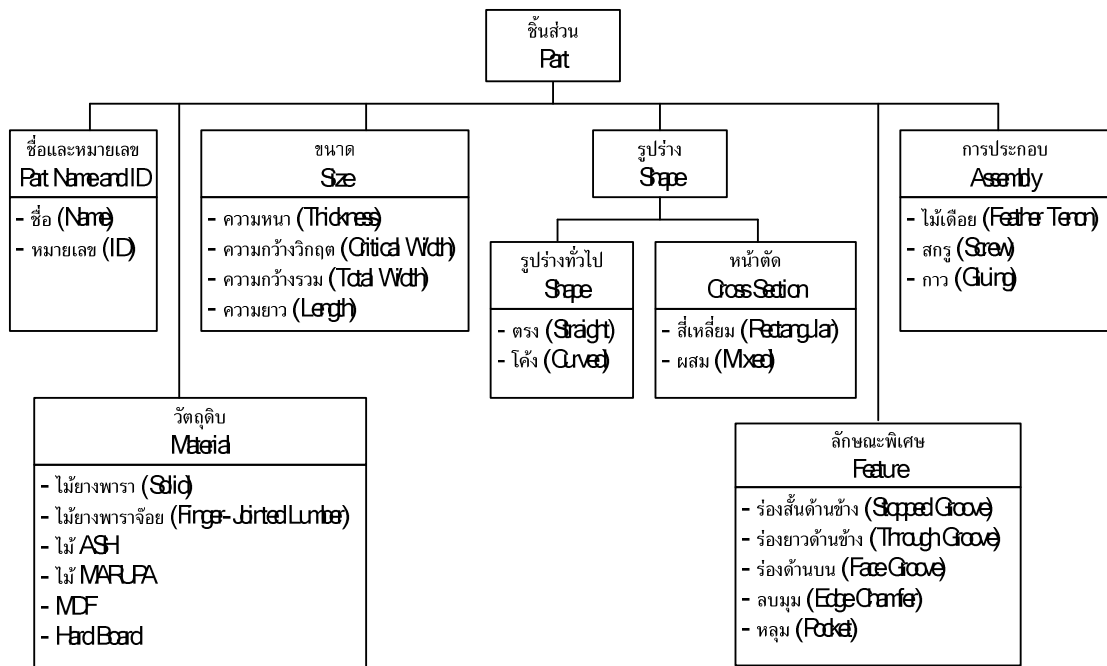 ชิ้นส่วน
Part
ชื่อและหมายเลข
Part Name and ID
- ชื่อ (Name)
- หมายเลข (ID)
ขนาด
Size
- ความหนา (Thickness)
- ความกว้างวิกฤต (Critical Width)
- ความกว้างรวม (Total Width)
- ความยาว (Length)
รูปร่าง
Shape
รูปร่างทั่วไป
Shape
- ตรง (Straight)
- โค้ง (Curved)
หน้าตัด
Cross Section
- สี่เหลี่ยม (Rectangular)
- ผสม (Mixed)
การประกอบ
Assembly
- ไม้เดือย (Feather Tenon)
- สกรู (Screw)
- กาว (Gluing)
วัตถุดิบ
Material
- ไม้ยางพารา (Solid)
- ไม้ยางพาราจ๊อย (Finger-Jointed Lumber)
- ไม้ ASH
- ไม้ MARUPA
- MDF
- Hard Board
ลักษณะพิเศษ
Feature
- ร่องสั้นด้านข้าง (Stopped Groove)
- ร่องยาวด้านข้าง (Through Groove)
- ร่องด้านบน (Face Groove)
- ลบมุม (Edge Chamfer)
- หลุม (Pocket)